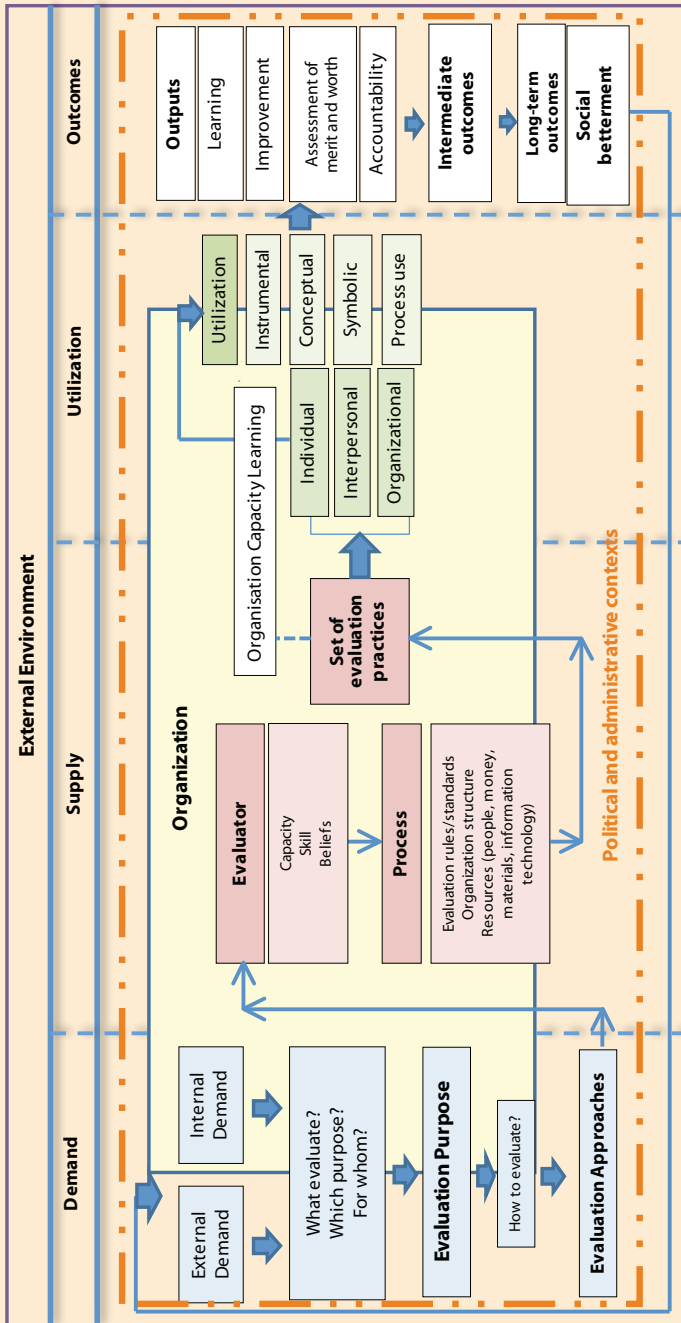 External Environment
Demand
Supply
Utilization
Outcomes
External
Demand
Internal
Demand
What evaluate?
Which purpose?
For whom?
Evaluation Purpose
How to evaluate?
Evaluation Approaches
Organization
Evaluator
Capacity
Skill
Beliefs
Process
Evaluation rules/standards
Organization structure
Resources (people, money,
materials, information
technology)
Set of
evaluation
practices
Political and administrative contexts
Organisation Capacity Learning
Individual
Interpersonal
Organizational
Utilization
Instrumental
Conceptual
Symbolic
Process use
Outputs
Learning
Improvement
Assessment of
merit and worth
Accountability
Intermediate
outcomes
Long-term
outcomes
Social
betterment